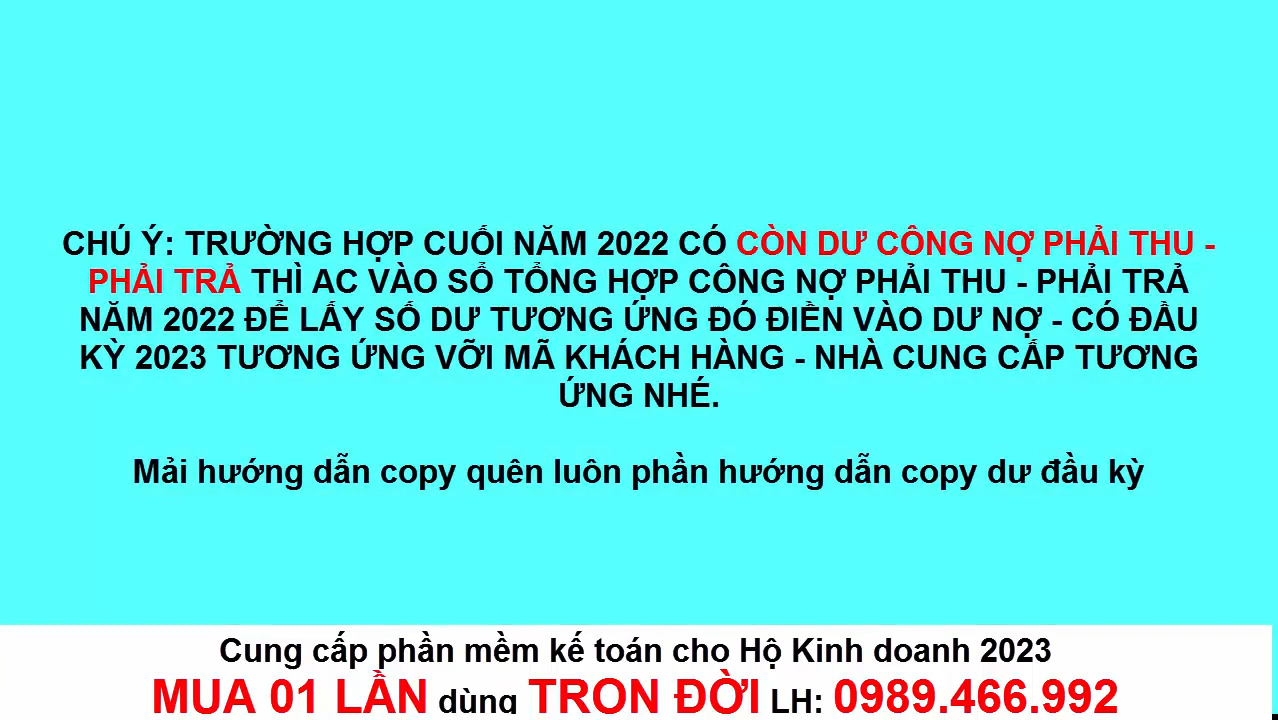 CHÚ Ý: TRƯỜNG HỢP CUỐI NĂM 2022 CÓ CÒN DƯ CÔNG NỢ PHẢI THU -
PHẢI TRẢ THÌ AC VÀO SỔ TỔNG HỢP CÔNG NỢ PHẢI THU - PHẢI TRẢ
NĂM 2022 ĐỂ LẤY SỐ DƯ TƯƠNG ỨNG ĐÓ ĐIỀN VÀO DƯ NỢ - CÓ ĐẦU
KỲ 2023 TƯƠNG ỨNG VỠI MÃ KHÁCH HÀNG - NHÀ CUNG CẤP TƯƠNG
ỨNG NHÉ.
Mải hướng dẫn copy quên luôn phần hướng dẫn copy dư đầu kỳ
Cung cấp phần mềm kế toán cho Hộ Kinh doanh 2023
MUA 01 LẦN dùng TRỌN ĐỜI LH: 0989.466.992